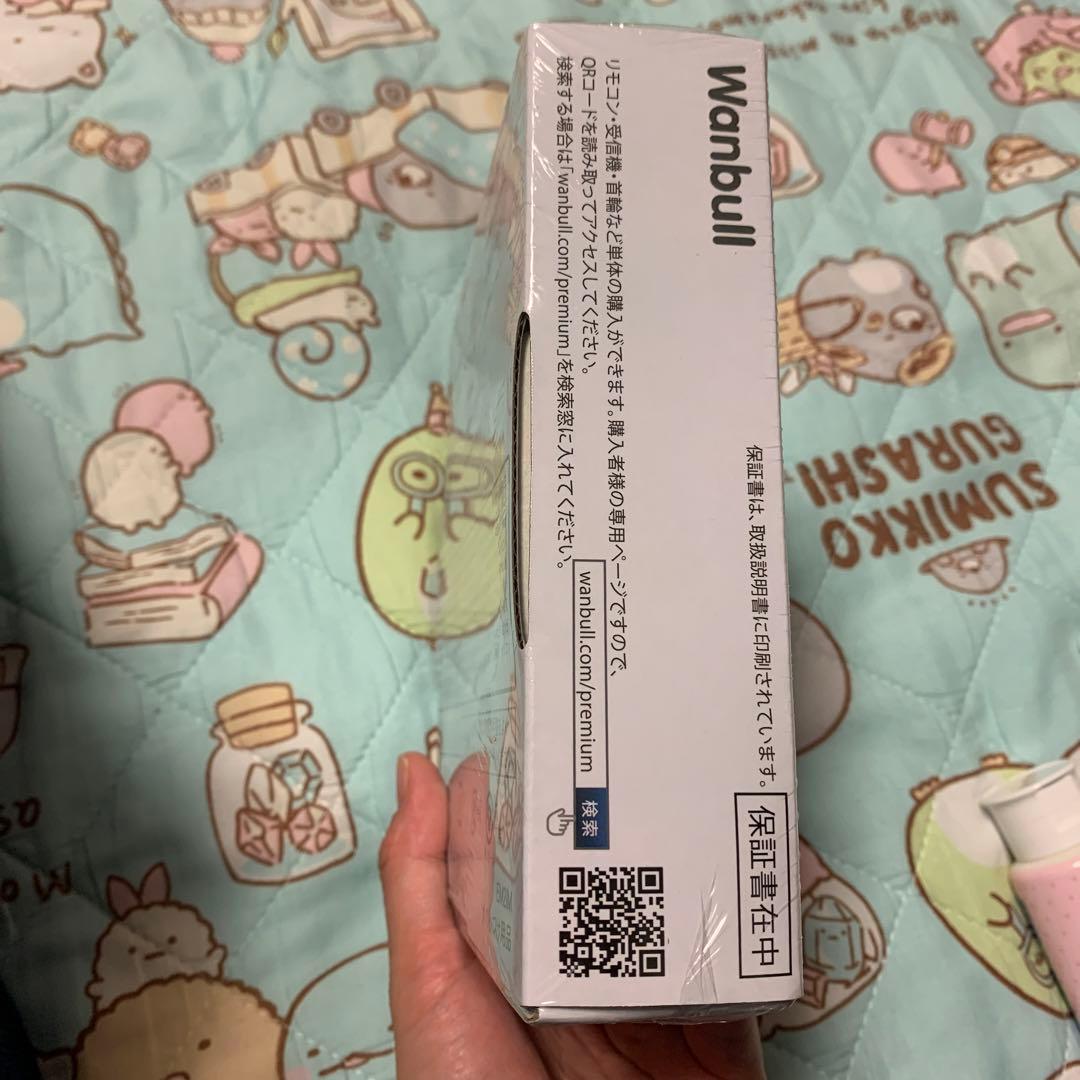 Wanbull
保証書は、取扱説明書に印刷されています。
保証書在中
リモコン・受信機・首輪など単体の購入ができます。購入者様の専用ページですので、
QRコードを読み取ってアクセスしてください。
検索する場合は「wanbull.com/premium」を検索窓に入れてください。
wanbull.com/premium
検索
SUMIKKO
GURASHI